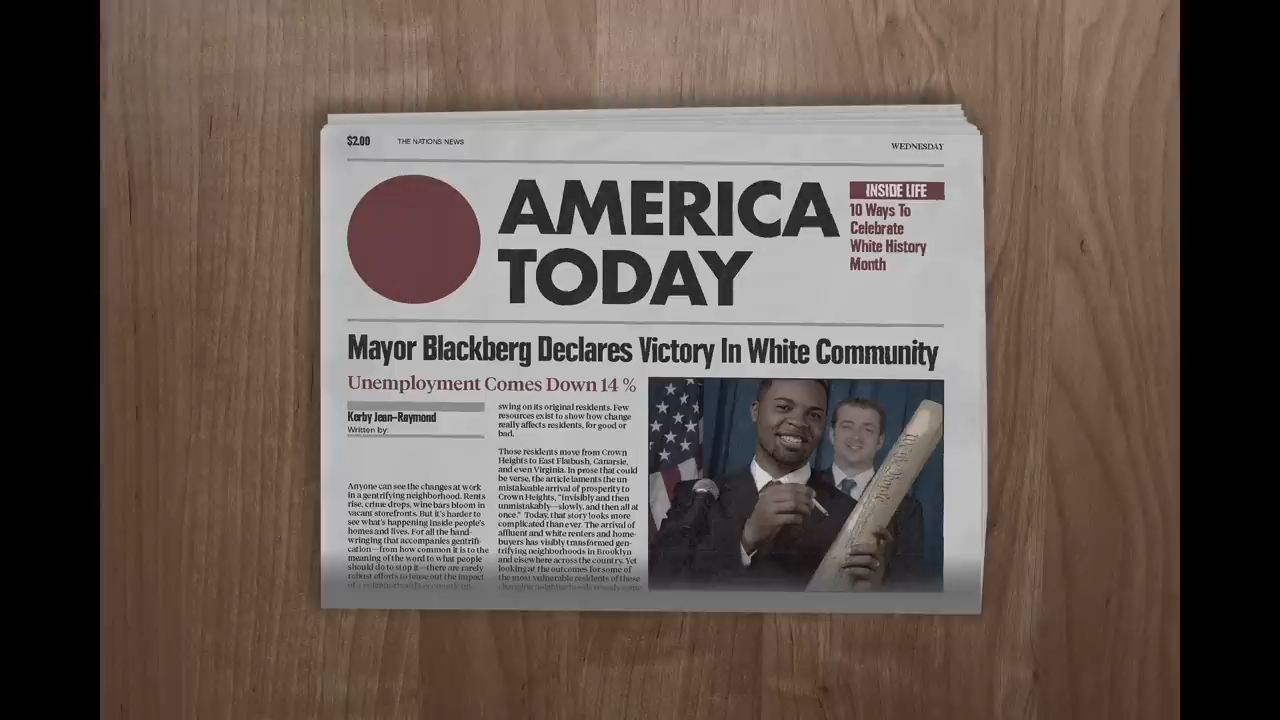 $2.00
THE NATIONS NEWS
WEDNESDAY
AMERICA
TODAY
INSIDE LIFE
10 Ways To
Celebrate
White History
Month
Mayor Blackberg Declares Victory In White Community
Unemployment Comes Down 14 %
Kerby Jean-Raymond
Written by:
Anyone can see the changes at work
in a gentrifying neighborhood. Rents
rise, crime drops, wine bars bloom in
vacant storefronts. But it's harder to
see what's happening inside people's
homes and lives. For all the hand-
wringing that accompanies gentrifi-
cation—from how common it is to the
meaning of the word to what people
should do to stop it—there are rarely
robust efforts to tease out the impact
of a neighborhood's economic up-
swing on its original residents. Few
resources exist to show how change
really affects residents, for good or
bad.
Those residents move from Crown
Heights to East Flatbush, Canarsie,
and even Virginia. In prose that could
be verse, the article laments the un
mistakeable arrival of prosperity to
Crown Heights, "Invisibly and then
unmistakably—slowly, and then all at
once." Today, that story looks more
complicated than ever. The arrival of
affluent and white renters and home-
buyers has visibly transformed gen-
trifying neighborhoods in Brooklyn
and elsewhere across the country. Yet
looking at the outcomes for some of
the most vulnerable residents of these
changing neighborhoods reveals some